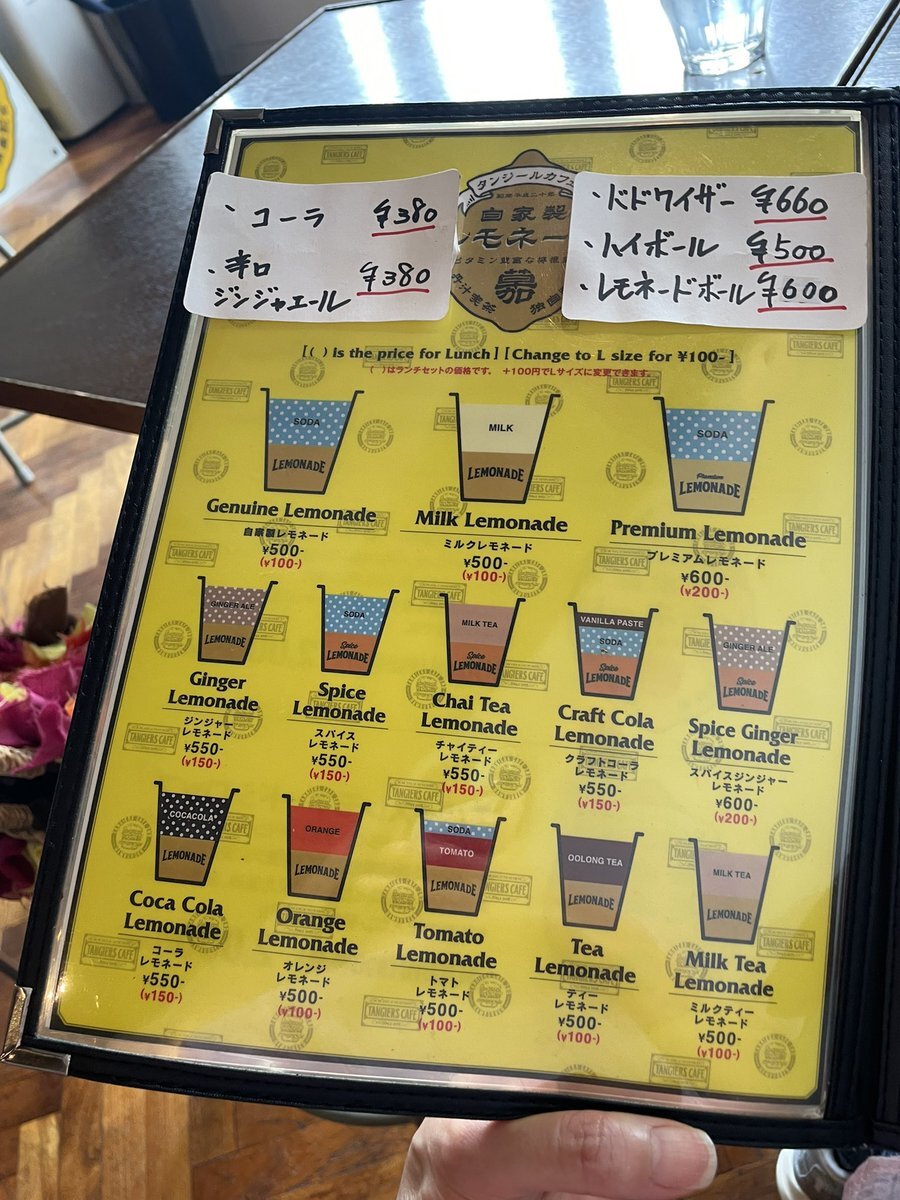 ・コーラ ¥380
・辛口
ジンジャエール ¥380
タンジールカフェ
自家製
レモネード
・バドワイザー ¥660
・ハイボール ¥500
・レモネードボール ¥600
[( ) is the price for Lunch] [Change to L size for ¥100-]
( )はランチセットの価格です。 +100円でLサイズに変更できます。
SODA
LEMONADE
Genuine Lemonade
自家製レモネード
¥500-
(¥100-)
MILK
LEMONADE
Milk Lemonade
ミルクレモネード
¥500-
(¥100-)
SODA
Premium
LEMONADE
Premium Lemonade
プレミアムレモネード
¥600-
(¥200-)
GINGER ALE
LEMONADE
Ginger
Lemonade
ジンジャー
レモネード
¥550-
(¥150-)
SODA
Spice
LEMONADE
Spice
Lemonade
スパイス
レモネード
¥550-
(¥150-)
MILK TEA
Spice
LEMONADE
Chai Tea
Lemonade
チャイティー
レモネード
¥550-
(¥150-)
VANILLA PASTE
SODA
Spice
LEMONADE
Craft Cola
Lemonade
クラフトコーラ
レモネード
¥550-
(¥150-)
GINGER ALE
Spice
LEMONADE
Spice Ginger
Lemonade
スパイスジンジャー
レモネード
¥600-
(¥200-)
COCACOLA
LEMONADE
Coca Cola
Lemonade
コーラ
レモネード
¥550-
(¥150-)
ORANGE
LEMONADE
Orange
Lemonade
オレンジ
レモネード
¥500-
(¥100-)
SODA
TOMATO
LEMONADE
Tomato
Lemonade
トマト
レモネード
¥500-
(¥100-)
OOLONG TEA
LEMONADE
Tea
Lemonade
ティー
レモネード
¥500-
(¥100-)
MILK TEA
LEMONADE
Milk Tea
Lemonade
ミルクティー
レモネード
¥500-
(¥100-)
TANGIERS CAFE